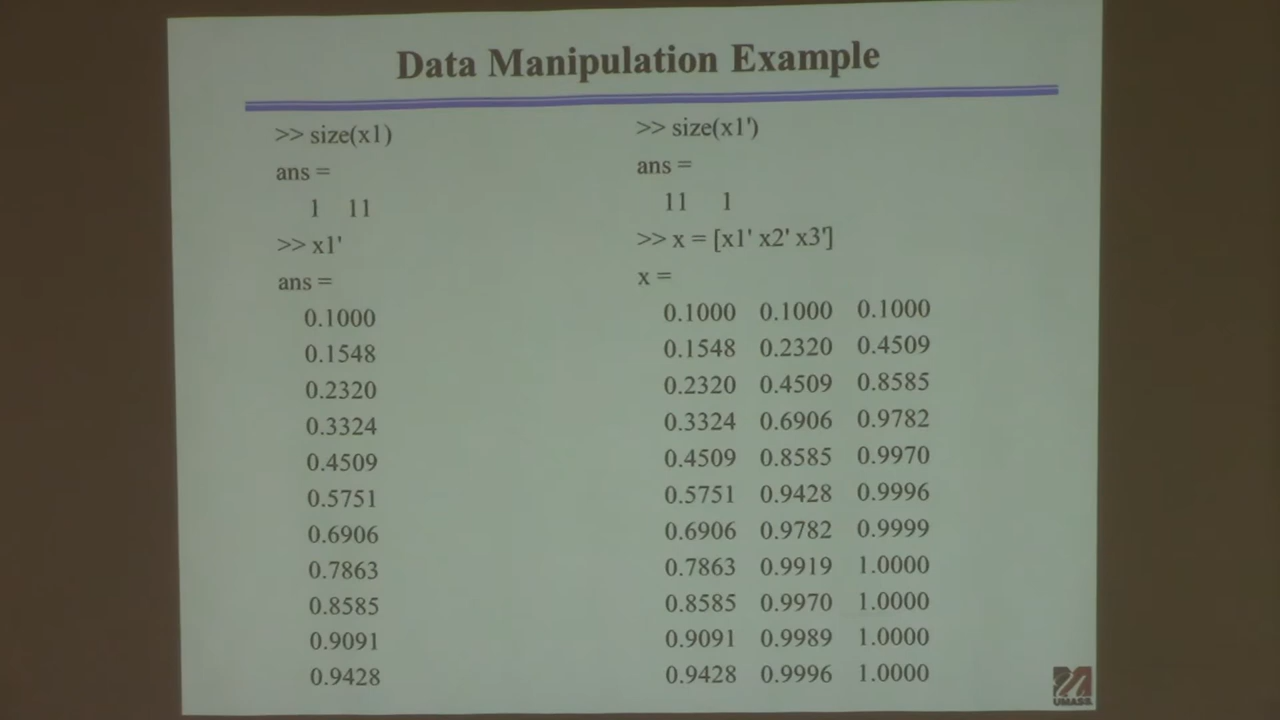 Data Manipulation Example
>> size(x1)
ans =
1 11
>> x1'
ans =
0.1000
0.1548
0.2320
0.3324
0.4509
0.5751
0.6906
0.7863
0.8585
0.9091
0.9428
>> size(x1')
ans =
11 1
>> x = [x1' x2' x3']
x =
0.1000 0.1000 0.1000
0.1548 0.2320 0.4509
0.2320 0.4509 0.8585
0.3324 0.6906 0.9782
0.4509 0.8585 0.9970
0.5751 0.9428 0.9996
0.6906 0.9782 0.9999
0.7863 0.9919 1.0000
0.8585 0.9970 1.0000
0.9091 0.9989 1.0000
0.9428 0.9996 1.0000
UMASS